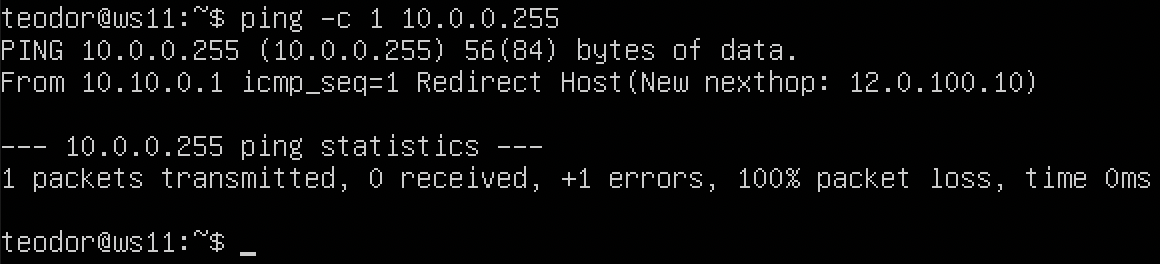 teodor@ws11:~$ ping -c 1 10.0.0.255
PING 10.0.0.255 (10.0.0.255) 56(84) bytes of data.
From 10.10.0.1 icmp_seq=1 Redirect Host(New nexthop: 12.0.100.10)
--- 10.0.0.255 ping statistics ---
1 packets transmitted, 0 received, +1 errors, 100% packet loss, time 0ms
teodor@ws11:~$ _